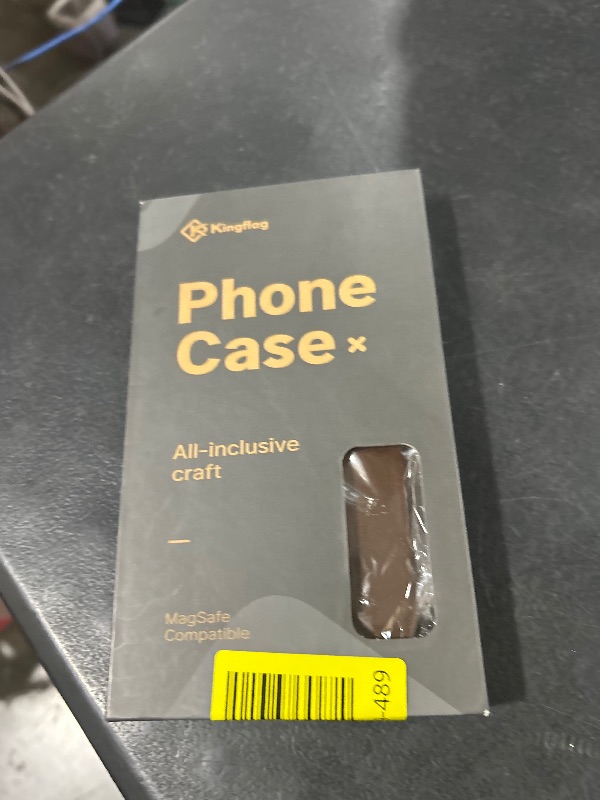 Kingflag
Phone
Case ×
All-inclusive
craft
MagSafe
Compatible
-489